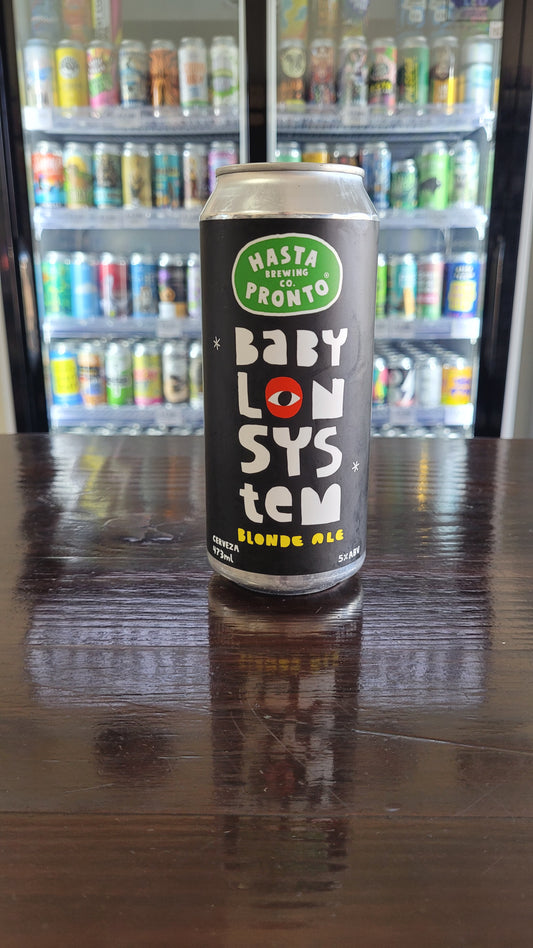 HASTA
BREWING
CO.
PRONTO®
BaBY
LON
SYS
teM
BLONDE ALE
CERVEZA
473ml
5% ABV